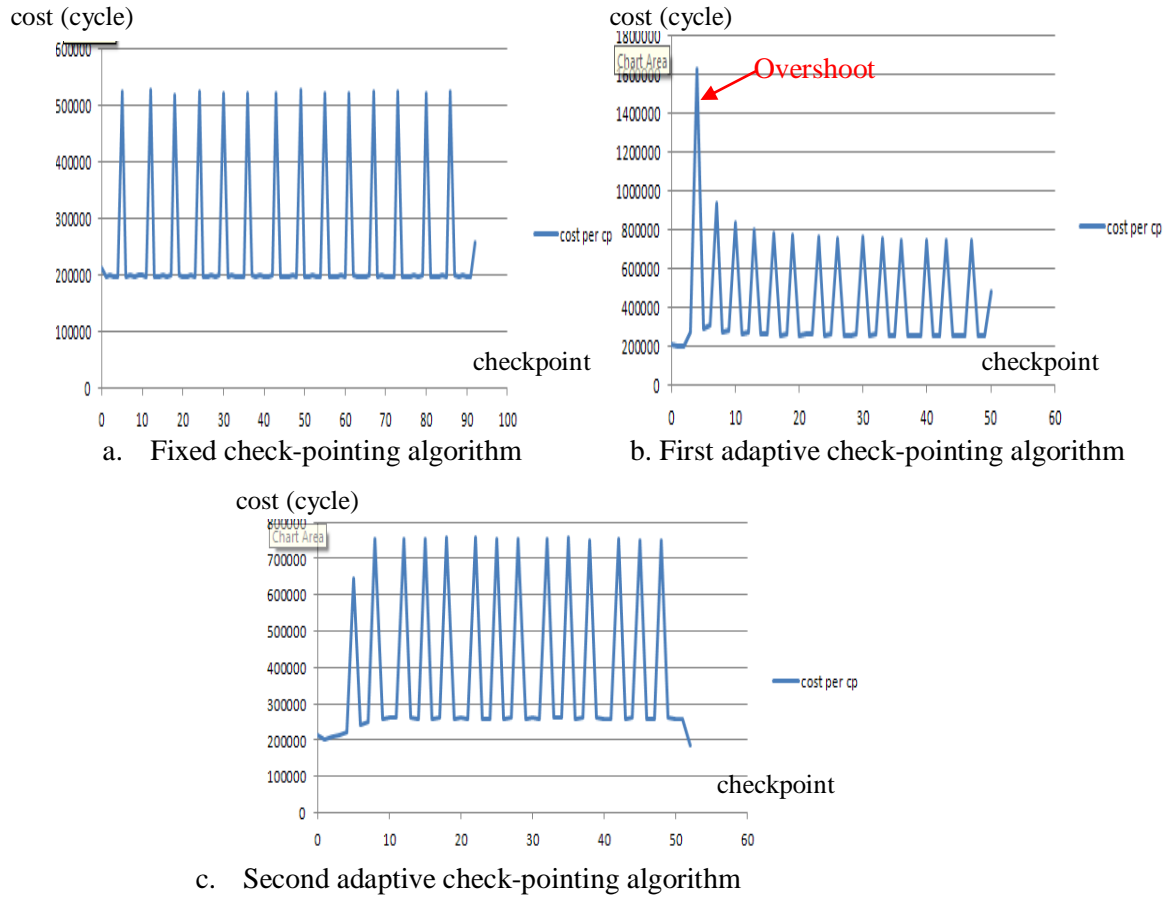 cost (cycle)
600000
500000
400000
300000
200000
100000
0
0 10 20 30 40 50 60 70 80 90 100
cost per cp
checkpoint
a. Fixed check-pointing algorithm
cost (cycle)
1800000
Chart Area
1600000
1400000
1200000
1000000
800000
600000
400000
200000
0
0 10 20 30 40 50 60
Overshoot
cost per cp
checkpoint
b. First adaptive check-pointing algorithm
cost (cycle)
800000
Chart Area
700000
600000
500000
400000
300000
200000
100000
0
0 10 20 30 40 50 60
cost per cp
checkpoint
c. Second adaptive check-pointing algorithm